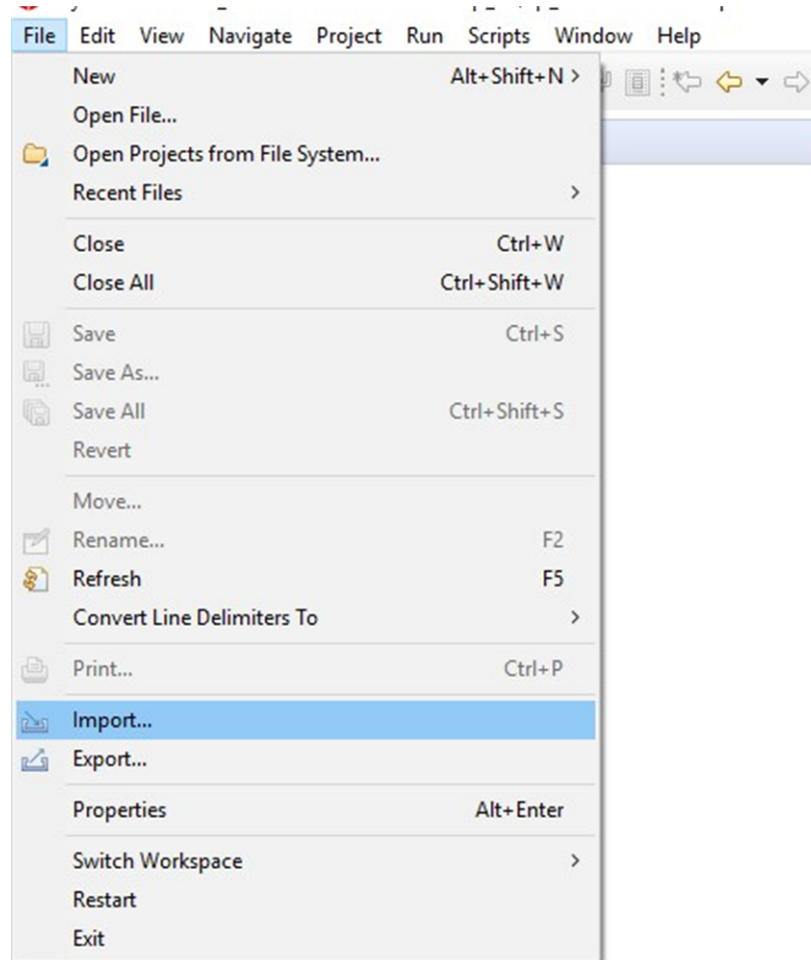 File Edit View Navigate Project Run Scripts Window Help
New Alt+Shift+N >
Open File...
Open Projects from File System...
Recent Files >
Close Ctrl+W
Close All Ctrl+Shift+W
Save Ctrl+S
Save As...
Save All Ctrl+Shift+S
Revert
Move...
Rename... F2
Refresh F5
Convert Line Delimiters To >
Print... Ctrl+P
Import...
Export...
Properties Alt+Enter
Switch Workspace >
Restart
Exit